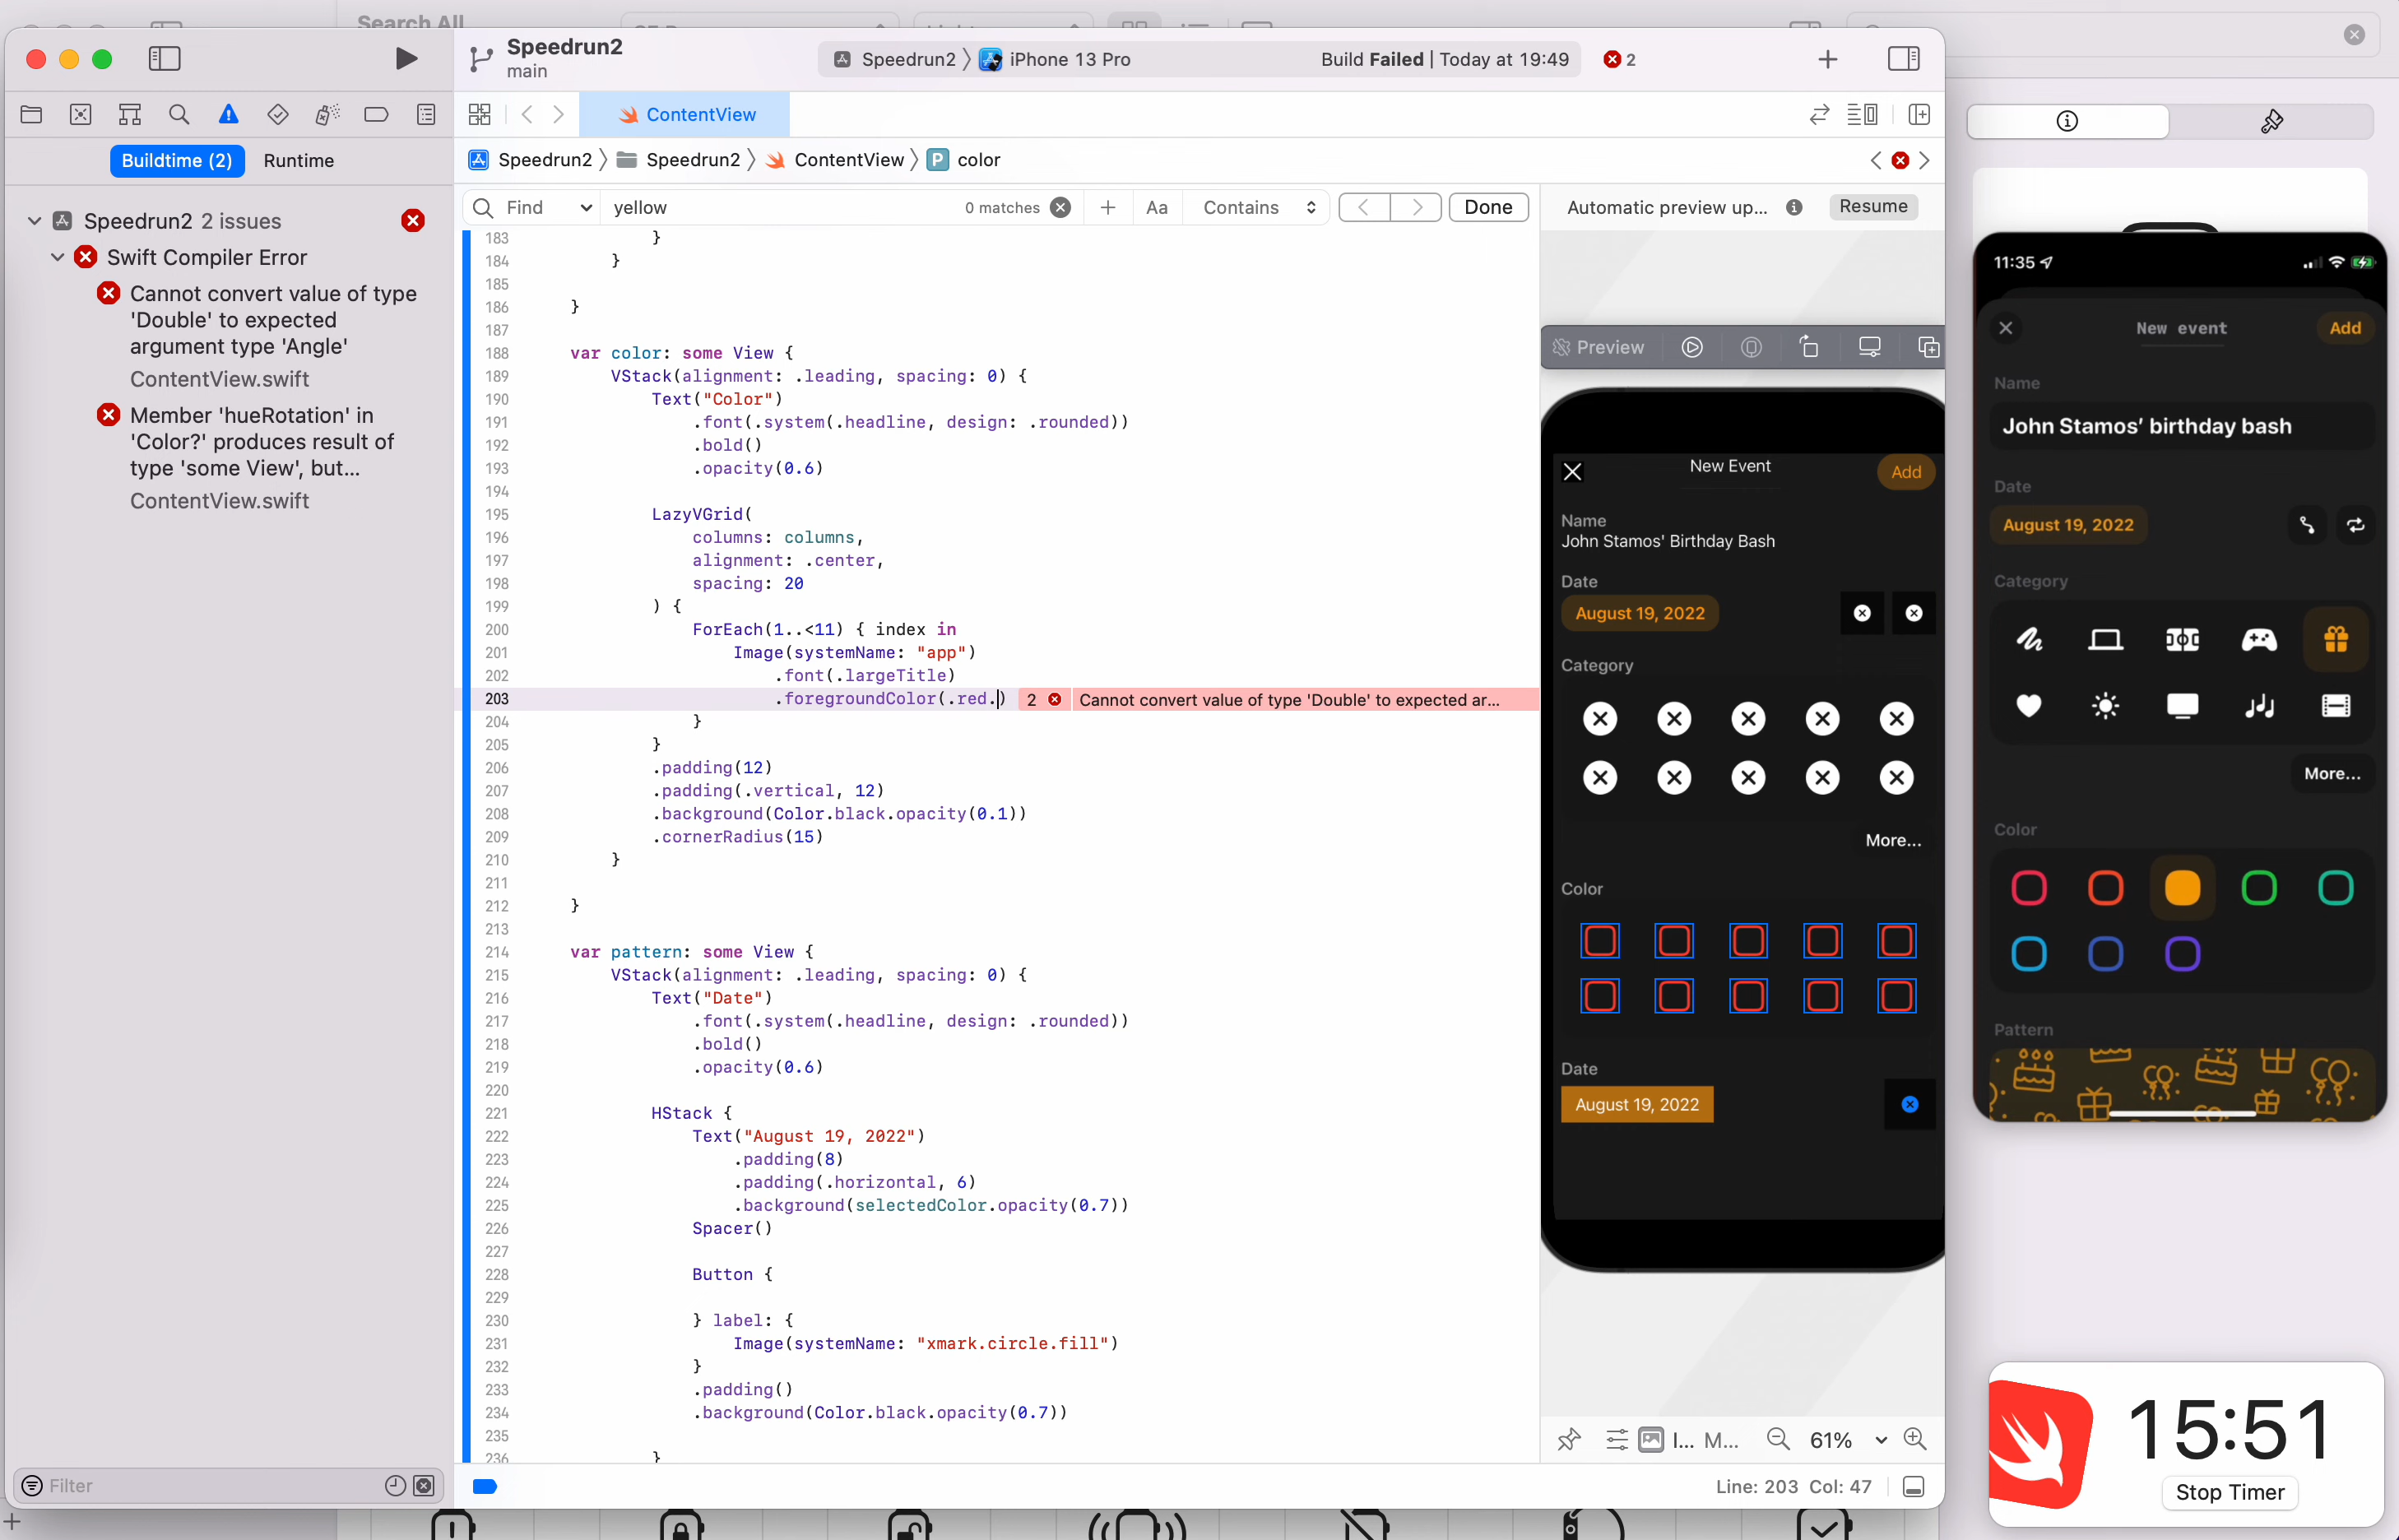 Search All
Speedrun2
main
Speedrun2
iPhone 13 Pro
Build Failed | Today at 19:49
2
ContentView
Buildtime (2)
Runtime
Speedrun2
Speedrun2
ContentView
P
color
Find
yellow
0 matches
Aa
Contains
Done
Automatic preview up...
Resume
Speedrun2 2 issues
Swift Compiler Error
Cannot convert value of type
'Double' to expected
argument type 'Angle'
ContentView.swift
Member 'hueRotation' in
'Color?' produces result of
type 'some View', but...
ContentView.swift
Filter
183 }
184 }
185
186 }
187
188 var color: some View {
189 VStack(alignment: .leading, spacing: 0) {
190 Text("Color")
191 .font(.system(.headline, design: .rounded))
192 .bold()
193 .opacity(0.6)
194
195 LazyVGrid(
196 columns: columns,
197 alignment: .center,
198 spacing: 20
199 ) {
200 ForEach(1..<11) { index in
201 Image(systemName: "app")
202 .font(.largeTitle)
203 .foregroundColor(.red.) 2 Cannot convert value of type 'Double' to expected ar...
204 }
205 }
206 .padding(12)
207 .padding(.vertical, 12)
208 .background(Color.black.opacity(0.1))
209 .cornerRadius(15)
210 }
211
212 }
213
214 var pattern: some View {
215 VStack(alignment: .leading, spacing: 0) {
216 Text("Date")
217 .font(.system(.headline, design: .rounded))
218 .bold()
219 .opacity(0.6)
220
221 HStack {
222 Text("August 19, 2022")
223 .padding(8)
224 .padding(.horizontal, 6)
225 .background(selectedColor.opacity(0.7))
226 Spacer()
227
228 Button {
229
230 } label: {
231 Image(systemName: "xmark.circle.fill")
232 }
233 .padding()
234 .background(Color.black.opacity(0.7))
235
236 }
Line: 203 Col: 47
Preview
New Event
Add
Name
John Stamos' Birthday Bash
Date
August 19, 2022
Category
More...
Color
Date
August 19, 2022
I... M...
61%
11:35
New event
Add
Name
John Stamos' birthday bash
Date
August 19, 2022
Category
More...
Color
Pattern
15:51
Stop Timer